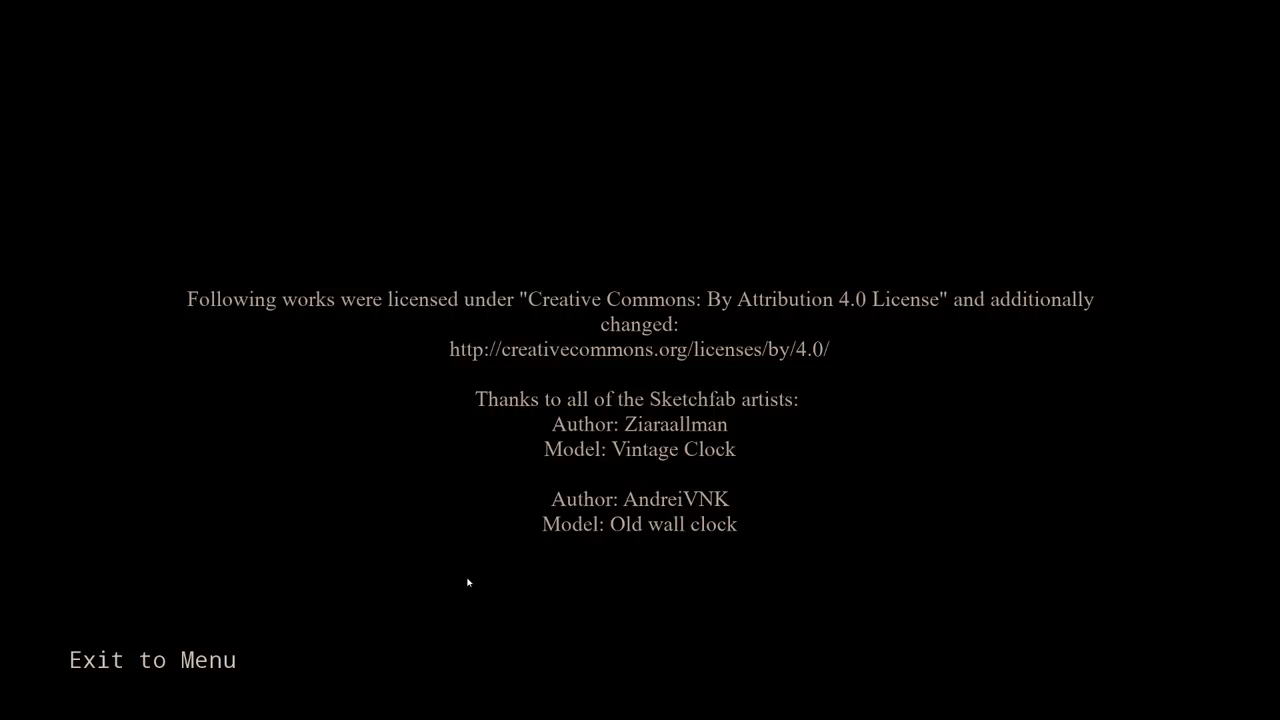 Following works were licensed under "Creative Commons: By Attribution 4.0 License" and additionally
changed:
http://creativecommons.org/licenses/by/4.0/
Thanks to all of the Sketchfab artists:
Author: Ziaraallman
Model: Vintage Clock
Author: AndreiVNK
Model: Old wall clock
Exit to Menu